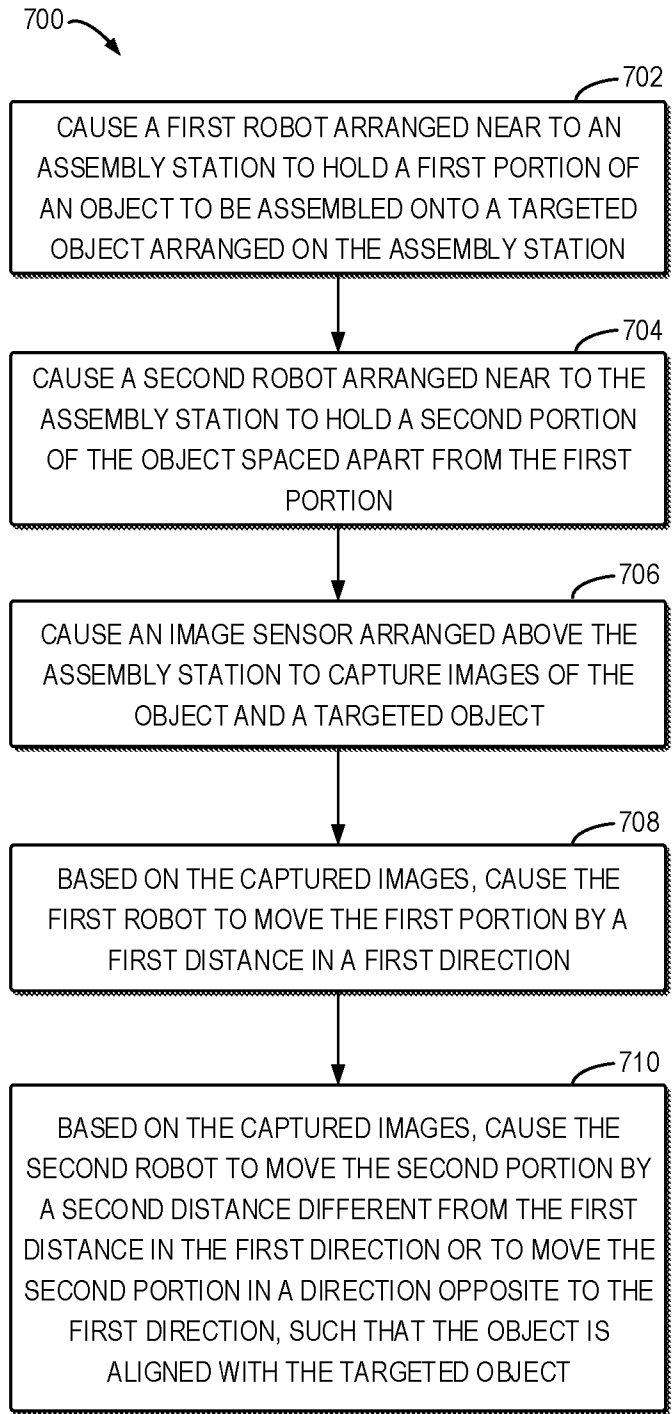 700
702
CAUSE A FIRST ROBOT ARRANGED NEAR TO AN
ASSEMBLY STATION TO HOLD A FIRST PORTION OF
AN OBJECT TO BE ASSEMBLED ONTO A TARGETED
OBJECT ARRANGED ON THE ASSEMBLY STATION
704
CAUSE A SECOND ROBOT ARRANGED NEAR TO THE
ASSEMBLY STATION TO HOLD A SECOND PORTION
OF THE OBJECT SPACED APART FROM THE FIRST
PORTION
706
CAUSE AN IMAGE SENSOR ARRANGED ABOVE THE
ASSEMBLY STATION TO CAPTURE IMAGES OF THE
OBJECT AND A TARGETED OBJECT
708
BASED ON THE CAPTURED IMAGES, CAUSE THE
FIRST ROBOT TO MOVE THE FIRST PORTION BY A
FIRST DISTANCE IN A FIRST DIRECTION
710
BASED ON THE CAPTURED IMAGES, CAUSE THE
SECOND ROBOT TO MOVE THE SECOND PORTION BY
A SECOND DISTANCE DIFFERENT FROM THE FIRST
DISTANCE IN THE FIRST DIRECTION OR TO MOVE THE
SECOND PORTION IN A DIRECTION OPPOSITE TO THE
FIRST DIRECTION, SUCH THAT THE OBJECT IS
ALIGNED WITH THE TARGETED OBJECT